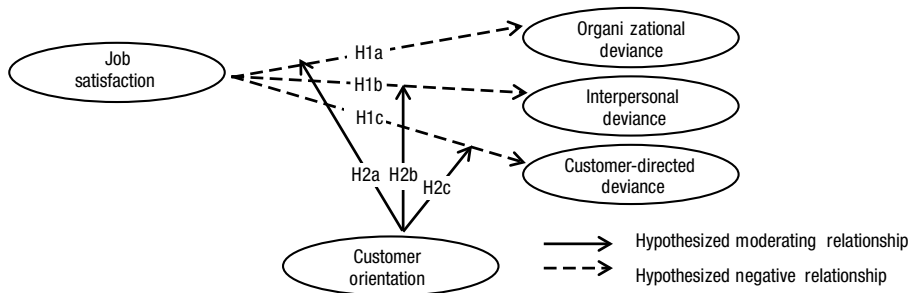 Job
satisfaction
H1a
H1b
H1c
Organi zational
deviance
Interpersonal
deviance
Customer-directed
deviance
H2a
H2b
H2c
Customer
orientation
Hypothesized moderating relationship
Hypothesized negative relationship